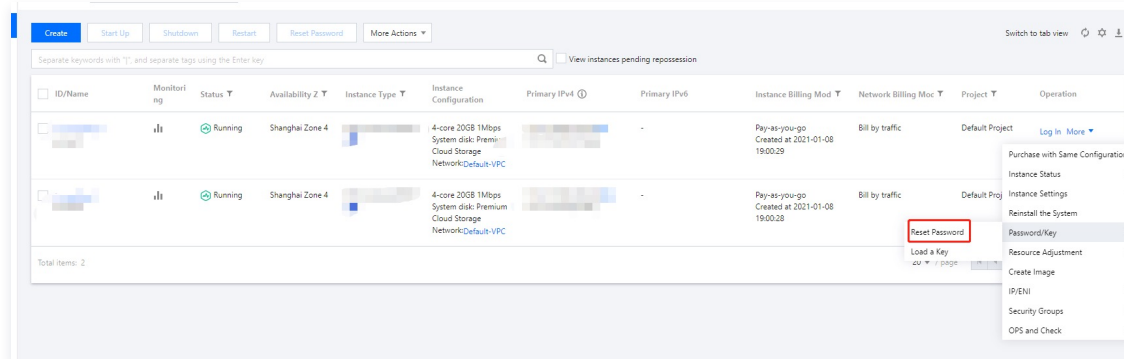 Create Start Up Shutdown Restart Reset Password More Actions Switch to tab view
Separate keywords with "|", and separate tags using the Enter key View instances pending repossession
ID/Name Monitori
ng Status Availability Z Instance Type Instance
Configuration Primary IPv4 Primary IPv6 Instance Billing Mod Network Billing Moc Project Operation
Running Shanghai Zone 4 4-core 20GB 1Mbps
System disk: Premium
Cloud Storage
Network:Default-VPC
-
Pay-as-you-go
Created at 2021-01-08
19:00:29
Bill by traffic Default Project Log In More
Running Shanghai Zone 4 4-core 20GB 1Mbps
System disk: Premium
Cloud Storage
Network:Default-VPC
-
Pay-as-you-go
Created at 2021-01-08
19:00:28
Bill by traffic Default Proj
Purchase with Same Configuratio
Instance Status
Instance Settings
Reinstall the System
Password/Key
Resource Adjustment
Create Image
IP/ENI
Security Groups
OPS and Check
Reset Password
Load a Key
Total items: 2 20 / page